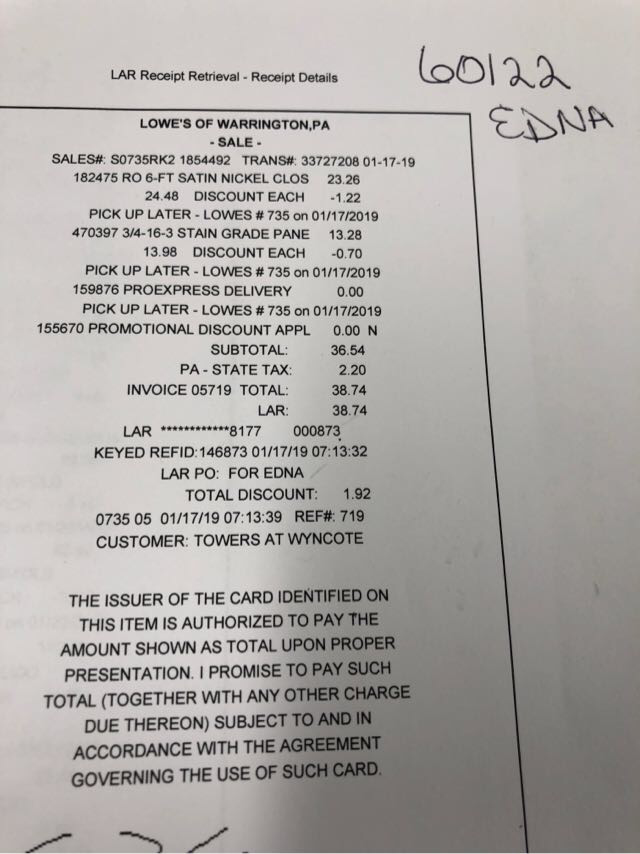 LAR Receipt Retrieval - Receipt Details
60122
EDNA
LOWE'S OF WARRINGTON,PA
- SALE -
SALES#: S0735RK2 1854492 TRANS#: 33727208 01-17-19
182475 RO 6-FT SATIN NICKEL CLOS 23.26
24.48 DISCOUNT EACH -1.22
PICK UP LATER - LOWES # 735 on 01/17/2019
470397 3/4-16-3 STAIN GRADE PANE 13.28
13.98 DISCOUNT EACH -0.70
PICK UP LATER - LOWES # 735 on 01/17/2019
159876 PROEXPRESS DELIVERY 0.00
PICK UP LATER - LOWES # 735 on 01/17/2019
155670 PROMOTIONAL DISCOUNT APPL 0.00 N
SUBTOTAL: 36.54
PA - STATE TAX: 2.20
INVOICE 05719 TOTAL: 38.74
LAR: 38.74
LAR ************8177 000873
KEYED REFID:146873 01/17/19 07:13:32
LAR PO: FOR EDNA
TOTAL DISCOUNT: 1.92
0735 05 01/17/19 07:13:39 REF#: 719
CUSTOMER: TOWERS AT WYNCOTE
THE ISSUER OF THE CARD IDENTIFIED ON
THIS ITEM IS AUTHORIZED TO PAY THE
AMOUNT SHOWN AS TOTAL UPON PROPER
PRESENTATION. I PROMISE TO PAY SUCH
TOTAL (TOGETHER WITH ANY OTHER CHARGE
DUE THEREON) SUBJECT TO AND IN
ACCORDANCE WITH THE AGREEMENT
GOVERNING THE USE OF SUCH CARD.